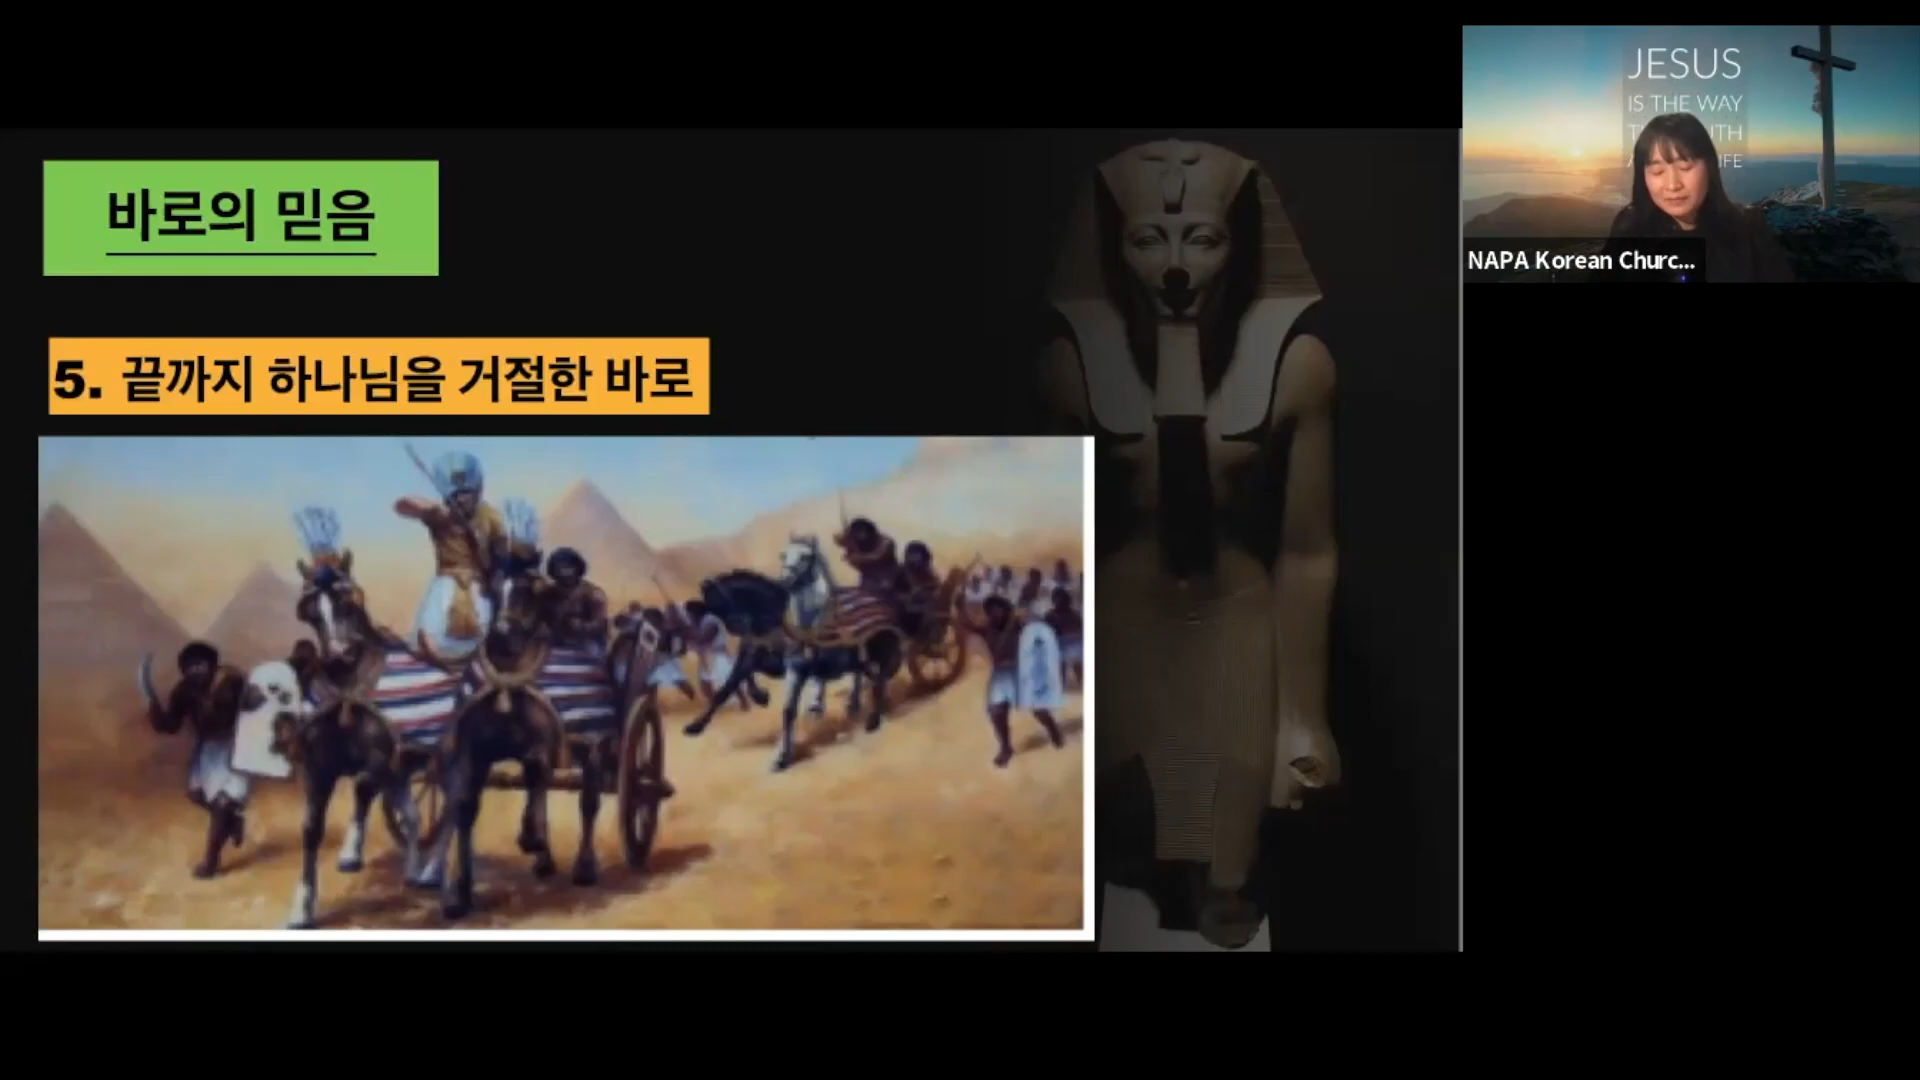 바로의 믿음
5. 끝까지 하나님을 거절한 바로
JESUS
IS THE WAY
IFE
NAPA Korean Churc...